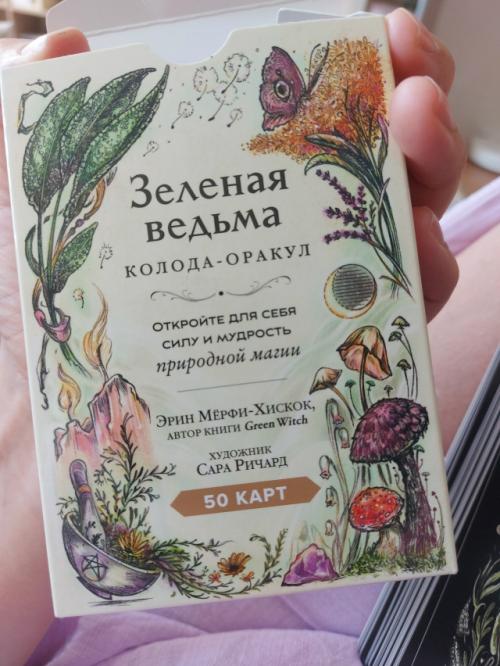 Зеленая
ведьма
КОЛОДА-ОРАКУЛ
ОТКРОЙТЕ ДЛЯ СЕБЯ
СИЛУ И МУДРОСТЬ
природной магии
ЭРИН МЁРФИ-ХИСКОК,
АВТОР КНИГИ Green Witch
ХУДОЖНИК
САРА РИЧАРД
50 КАРТ